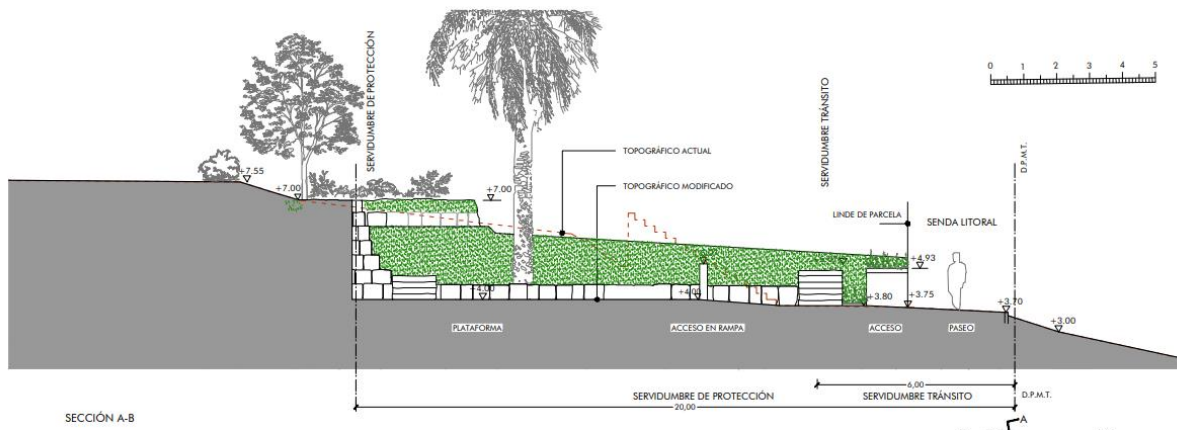 SERVIDUMBRE DE PROTECCIÓN
0 1 2 3 4 5
TOPOGRÁFICO ACTUAL
SERVIDUMBRE TRÁNSITO
D.P.M.T.
+7.55
+7.00
+7.00
TOPOGRÁFICO MODIFICADO
LINDE DE PARCELA
SENDA LITORAL
+4.93
+4.00
+4.00
+3.80
+3.75
+3.70
+3.00
PLATAFORMA
ACCESO EN RAMPA
ACCESO
PASEO
6,00
SERVIDUMBRE DE PROTECCIÓN
SERVIDUMBRE TRÁNSITO
D.P.M.T.
20,00
SECCIÓN A-B
A